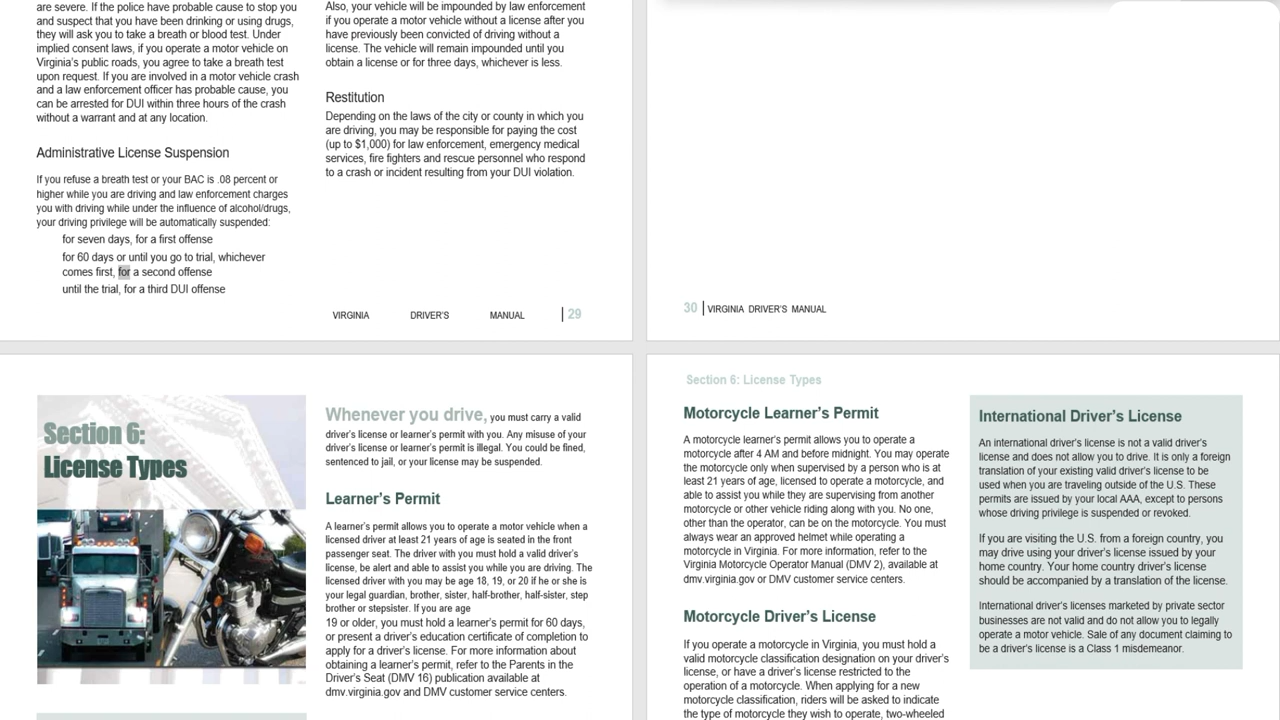 are severe. If the police have probable cause to stop you
and suspect that you have been drinking or using drugs,
they will ask you to take a breath or blood test. Under
implied consent laws, if you operate a motor vehicle on
Virginia's public roads, you agree to take a breath test
upon request. If you are involved in a motor vehicle crash
and a law enforcement officer has probable cause, you
can be arrested for DUI within three hours of the crash
without a warrant and at any location.
Administrative License Suspension
If you refuse a breath test or your BAC is .08 percent or
higher while you are driving and law enforcement charges
you with driving while under the influence of alcohol/drugs,
your driving privilege will be automatically suspended:
for seven days, for a first offense
for 60 days or until you go to trial, whichever
comes first, for a second offense
until the trial, for a third DUI offense
Also, your vehicle will be impounded by law enforcement
if you operate a motor vehicle without a license after you
have previously been convicted of driving without a
license. The vehicle will remain impounded until you
obtain a license or for three days, whichever is less.
Restitution
Depending on the laws of the city or county in which you
are driving, you may be responsible for paying the cost
(up to $1,000) for law enforcement, emergency medical
services, fire fighters and rescue personnel who respond
to a crash or incident resulting from your DUI violation.
VIRGINIA DRIVER'S MANUAL | 29
30 | VIRGINIA DRIVER'S MANUAL
Section 6:
License Types
Whenever you drive, you must carry a valid
driver's license or learner's permit with you. Any misuse of your
driver's license or learner's permit is illegal. You could be fined,
sentenced to jail, or your license may be suspended.
Learner's Permit
A learner's permit allows you to operate a motor vehicle when a
licensed driver at least 21 years of age is seated in the front
passenger seat. The driver with you must hold a valid driver's
license, be alert and able to assist you while you are driving. The
licensed driver with you may be age 18, 19, or 20 if he or she is
your legal guardian, brother, sister, half-brother, half-sister, step
brother or stepsister. If you are age
19 or older, you must hold a learner's permit for 60 days,
or present a driver's education certificate of completion to
apply for a driver's license. For more information about
obtaining a learner's permit, refer to the Parents in the
Driver's Seat (DMV 16) publication available at
dmv.virginia.gov and DMV customer service centers.
Section 6: License Types
Motorcycle Learner's Permit
A motorcycle learner's permit allows you to operate a
motorcycle after 4 AM and before midnight. You may operate
the motorcycle only when supervised by a person who is at
least 21 years of age, licensed to operate a motorcycle, and
able to assist you while they are supervising from another
motorcycle or other vehicle riding along with you. No one,
other than the operator, can be on the motorcycle. You must
always wear an approved helmet while operating a
motorcycle in Virginia. For more information, refer to the
Virginia Motorcycle Operator Manual (DMV 2), available at
dmv.virginia.gov or DMV customer service centers.
Motorcycle Driver's License
If you operate a motorcycle in Virginia, you must hold a
valid motorcycle classification designation on your driver's
license, or have a driver's license restricted to the
operation of a motorcycle. When applying for a new
motorcycle classification, riders will be asked to indicate
the type of motorcycle they wish to operate, two-wheeled
International Driver's License
An international driver's license is not a valid driver's
license and does not allow you to drive. It is only a foreign
translation of your existing valid driver's license to be
used when you are traveling outside of the U.S. These
permits are issued by your local AAA, except to persons
whose driving privilege is suspended or revoked.
If you are visiting the U.S. from a foreign country, you
may drive using your driver's license issued by your
home country. Your home country driver's license
should be accompanied by a translation of the license.
International driver's licenses marketed by private sector
businesses are not valid and do not allow you to legally
operate a motor vehicle. Sale of any document claiming to
be a driver's license is a Class 1 misdemeanor.